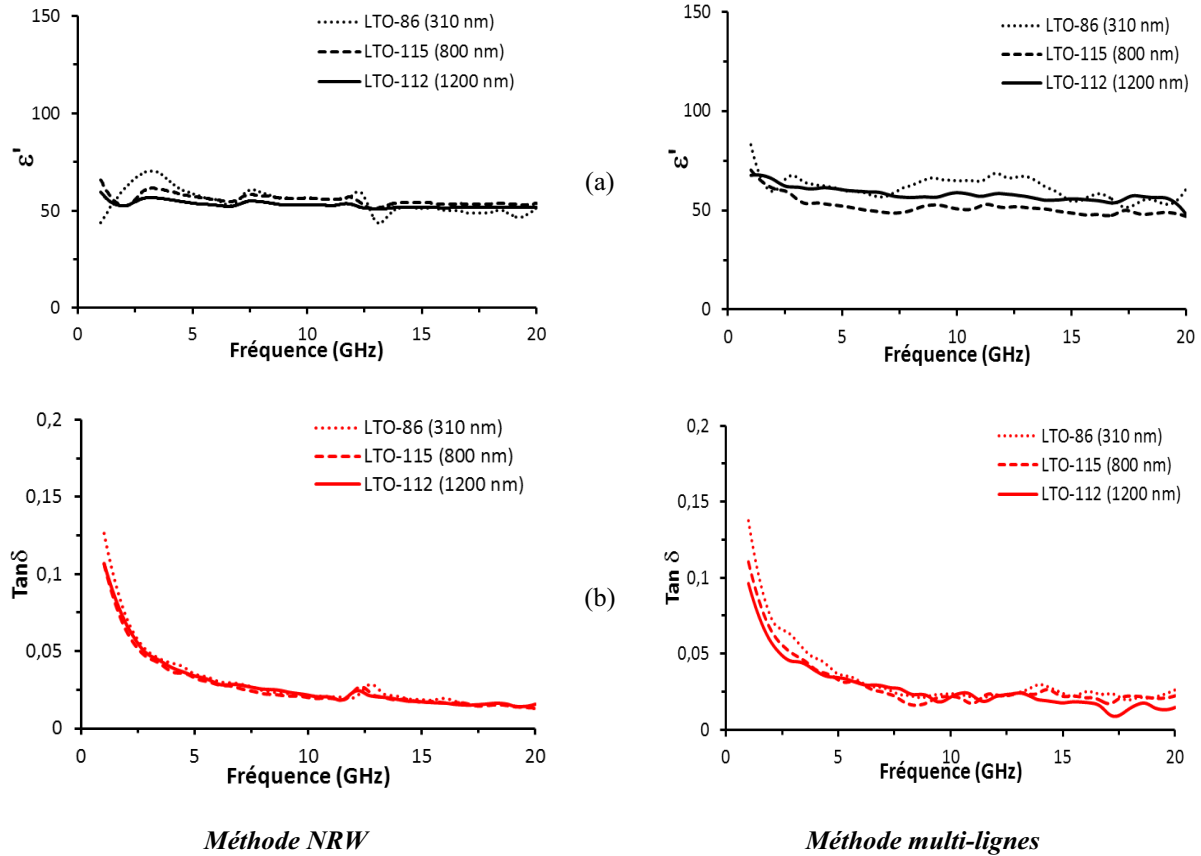 150
100
50
0
ε'
LTO-86 (310 nm)
LTO-115 (800 nm)
LTO-112 (1200 nm)
0 5 10 15 20
Fréquence (GHz)
(a)
150
100
50
0
ε'
LTO-86 (310 nm)
LTO-115 (800 nm)
LTO-112 (1200 nm)
0 5 10 15 20
Fréquence (GHz)
0,2
0,15
0,1
0,05
0
Tanδ
LTO-86 (310 nm)
LTO-115 (800 nm)
LTO-112 (1200 nm)
0 5 10 15 20
Fréquence (GHz)
(b)
0,2
0,15
0,1
0,05
0
Tan δ
LTO-86 (310 nm)
LTO-115 (800 nm)
LTO-112 (1200 nm)
0 5 10 15 20
Fréquence (GHz)
Méthode NRW
Méthode multi-lignes